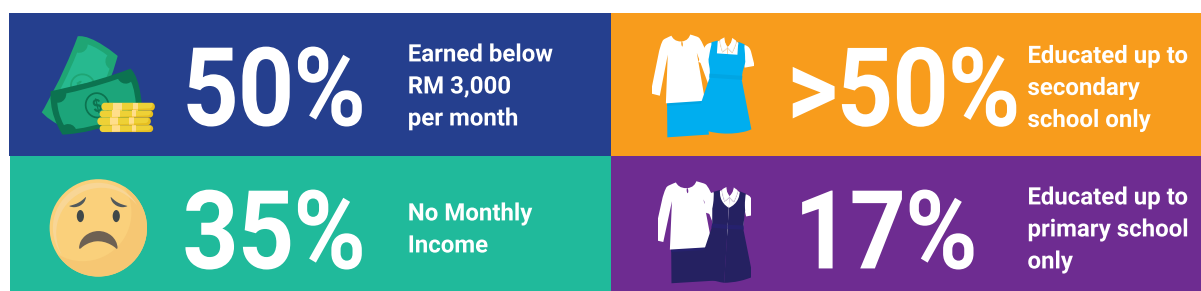 50%
Earned below
RM 3,000
per month
>50%
Educated up to
secondary
school only
35%
No Monthly
Income
17%
Educated up to
primary school
only